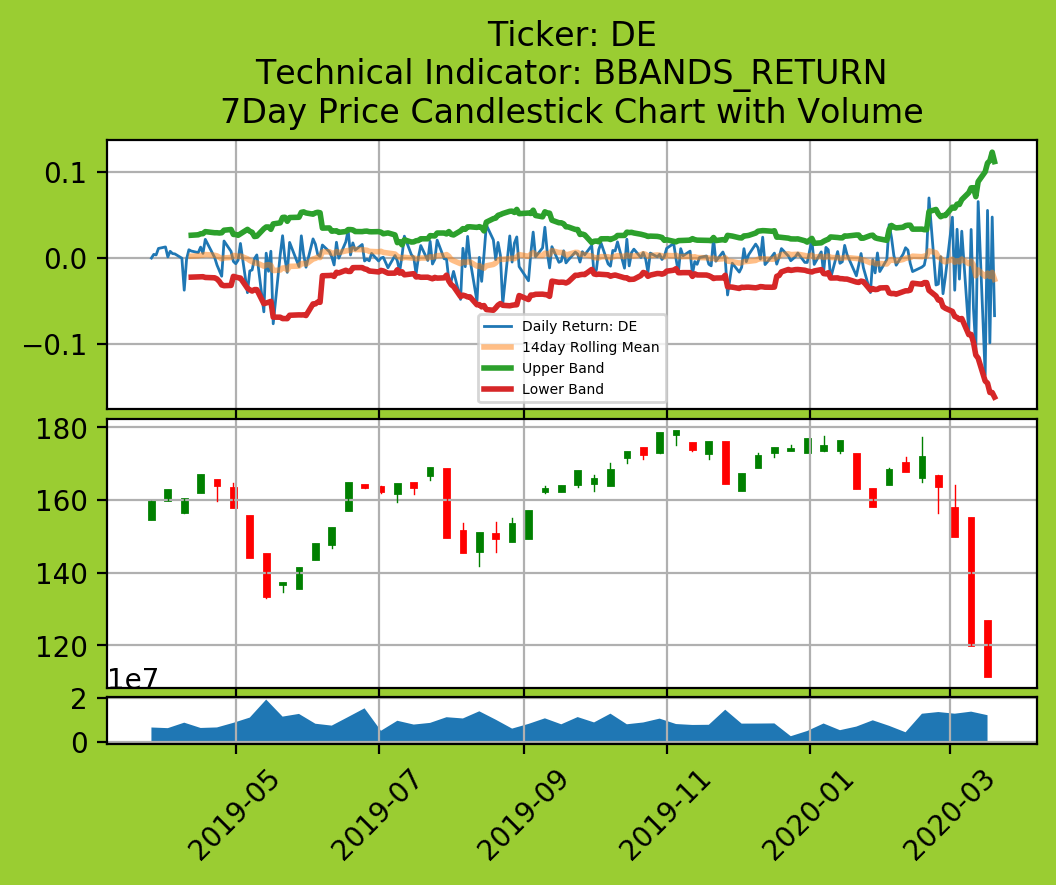 Ticker: DE
Technical Indicator: BBANDS_RETURN
7Day Price Candlestick Chart with Volume
0.1
0.0
−0.1
Daily Return: DE
14day Rolling Mean
Upper Band
Lower Band
180
160
140
120
1e7
2
0
2019-05
2019-07
2019-09
2019-11
2020-01
2020-03